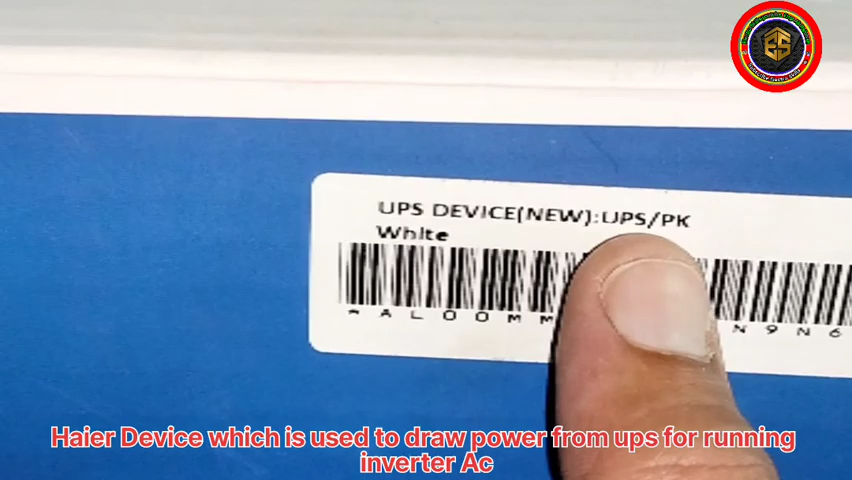 UPS DEVICE(NEW):UPS/PK
White
ES
Haier Device which is used to draw power from ups for running
inverter Ac